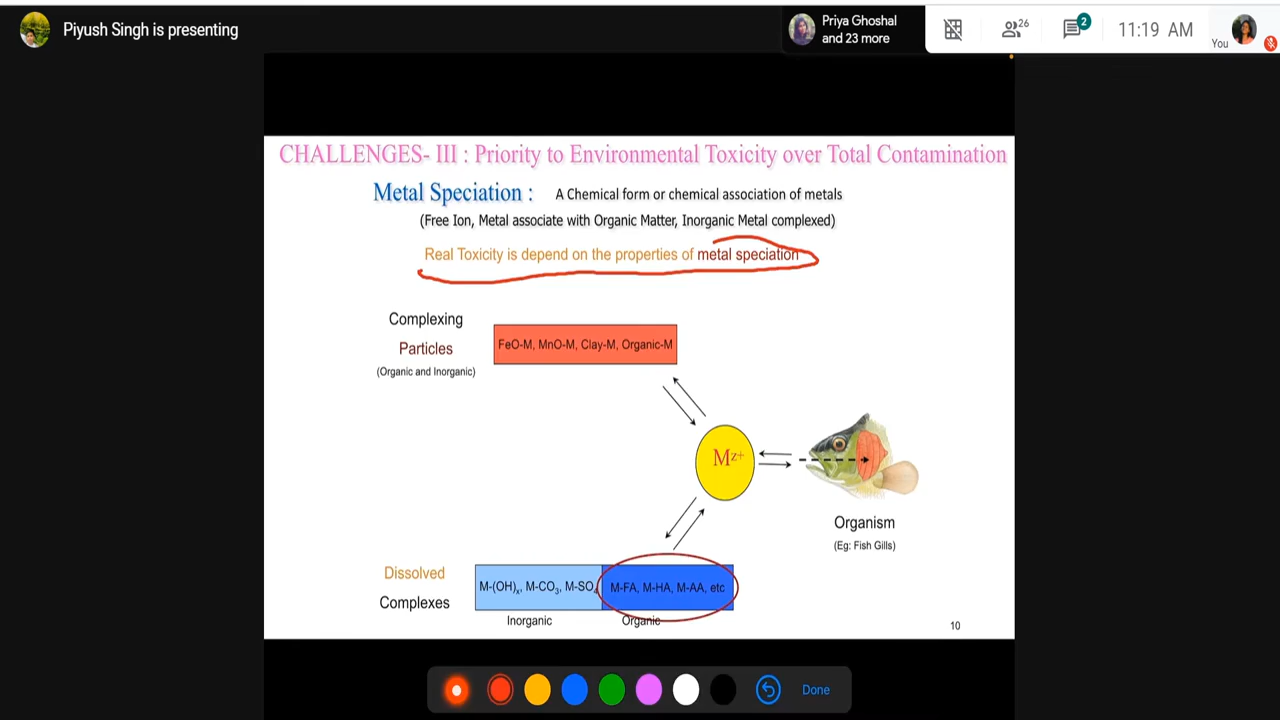 Piyush Singh is presenting
Priya Ghoshal
and 23 more
26
2
11:19 AM
You
CHALLENGES- III : Priority to Environmental Toxicity over Total Contamination
Metal Speciation : A Chemical form or chemical association of metals
(Free Ion, Metal associate with Organic Matter, Inorganic Metal complexed)
Real Toxicity is depend on the properties of metal speciation
Complexing
Particles
(Organic and Inorganic)
FeO-M, MnO-M, Clay-M, Organic-M
Mz+
Organism
(Eg: Fish Gills)
Dissolved
Complexes
M-(OH)x, M-CO3, M-SO4
M-FA, M-HA, M-AA, etc
Inorganic
Organic
10
Done